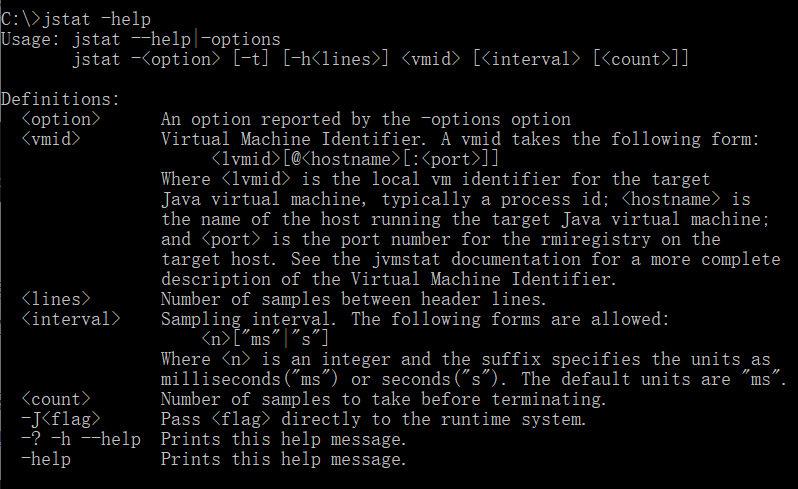 C:\>jstat -help
Usage: jstat --help|-options
       jstat -<option> [-t] [-h<lines>] <vmid> [<interval> [<count>]]

Definitions:
  <option>      An option reported by the -options option
  <vmid>        Virtual Machine Identifier. A vmid takes the following form:
                     <lvmid>[@<hostname>[:<port>]]
                Where <lvmid> is the local vm identifier for the target
                Java virtual machine, typically a process id; <hostname> is
                the name of the host running the target Java virtual machine;
                and <port> is the port number for the rmiregistry on the
                target host. See the jvmstat documentation for a more complete
                description of the Virtual Machine Identifier.
  <lines>       Number of samples between header lines.
  <interval>    Sampling interval. The following forms are allowed:
                    <n>["ms"|"s"]
                Where <n> is an integer and the suffix specifies the units as
                milliseconds("ms") or seconds("s"). The default units are "ms".
  <count>       Number of samples to take before terminating.
  -J<flag>      Pass <flag> directly to the runtime system.
  -? -h --help  Prints this help message.
  -help         Prints this help message.